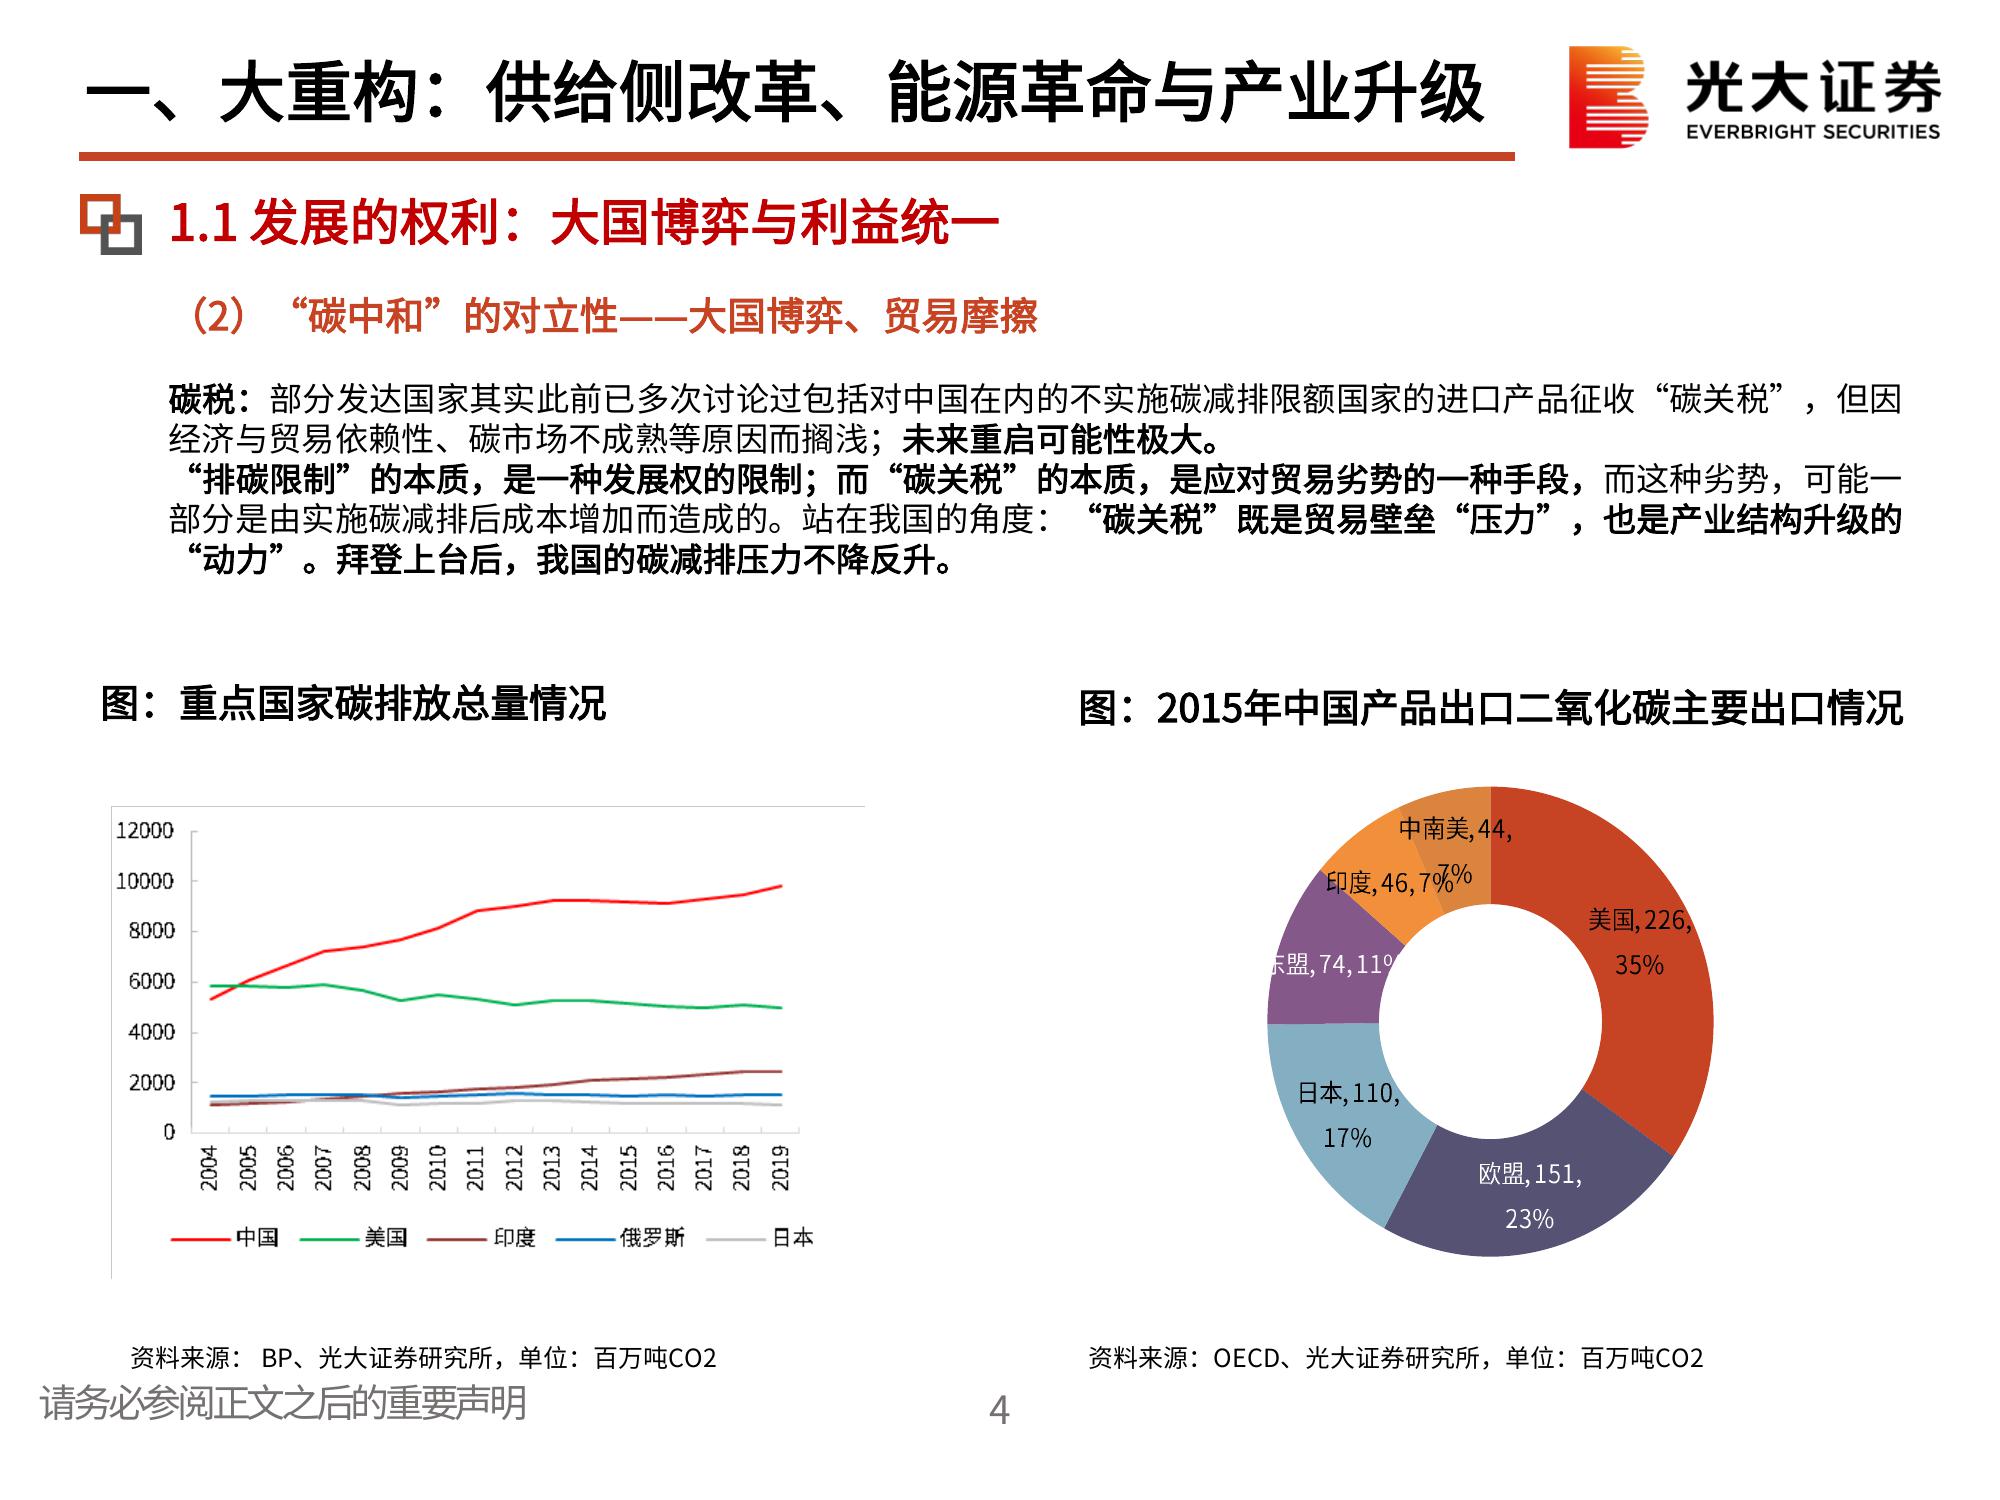 一、大重构：供给侧改革、能源革命与产业升级
光大证券
EVERBRIGHT SECURITIES
1.1 发展的权利：大国博弈与利益统一
（2）“碳中和”的对立性——大国博弈、贸易摩擦
碳税：部分发达国家其实此前已多次讨论过包括对中国在内的不实施碳减排限额国家的进口产品征收“碳关税”，但因
经济与贸易依赖性、碳市场不成熟等原因而搁浅；未来重启可能性极大。
“排碳限制”的本质，是一种发展权的限制；而“碳关税”的本质，是应对贸易劣势的一种手段，而这种劣势，可能一
部分是由实施碳减排后成本增加而造成的。站在我国的角度：“碳关税”既是贸易壁垒“压力”，也是产业结构升级的
“动力”。拜登上台后，我国的碳减排压力不降反升。
图：重点国家碳排放总量情况
12000
10000
8000
6000
4000
2000
0
2004 2005 2006 2007 2008 2009 2010 2011 2012 2013 2014 2015 2016 2017 2018 2019
中国 美国 印度 俄罗斯 日本
资料来源： BP、光大证券研究所，单位：百万吨CO2
图：2015年中国产品出口二氧化碳主要出口情况
中南美, 44,
7%
印度, 46, 7%
美国, 226,
35%
东盟, 74, 11%
日本, 110,
17%
欧盟, 151,
23%
资料来源：OECD、光大证券研究所，单位：百万吨CO2
请务必参阅正文之后的重要声明
4